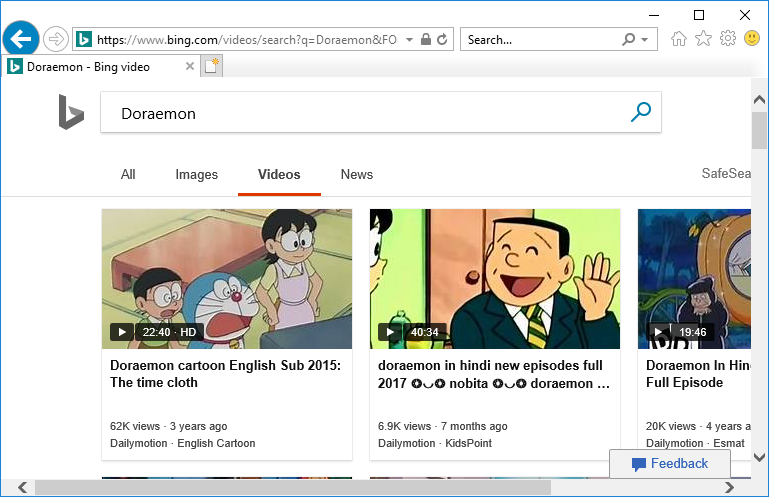 https://www.bing.com/videos/search?q=Doraemon&FO
Search...
Doraemon - Bing video
Doraemon
All
Images
Videos
News
SafeSea
22:40 · HD
40:34
19:46
Doraemon cartoon English Sub 2015:
The time cloth
62K views · 3 years ago
Dailymotion · English Cartoon
doraemon in hindi new episodes full
2017 ✪◡✪ nobita ✪◡✪ doraemon ...
6.9K views · 7 months ago
Dailymotion · KidsPoint
Doraemon In Hin
Full Episode
20K views · 4 years a
Dailymotion · Esmat
Feedback